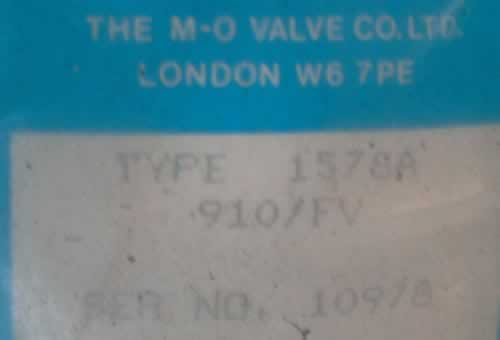 THE M-O VALVE CO. LTD.
LONDON W6 7PE
TYPE 1578A
910/FV
SER NO. 109/8